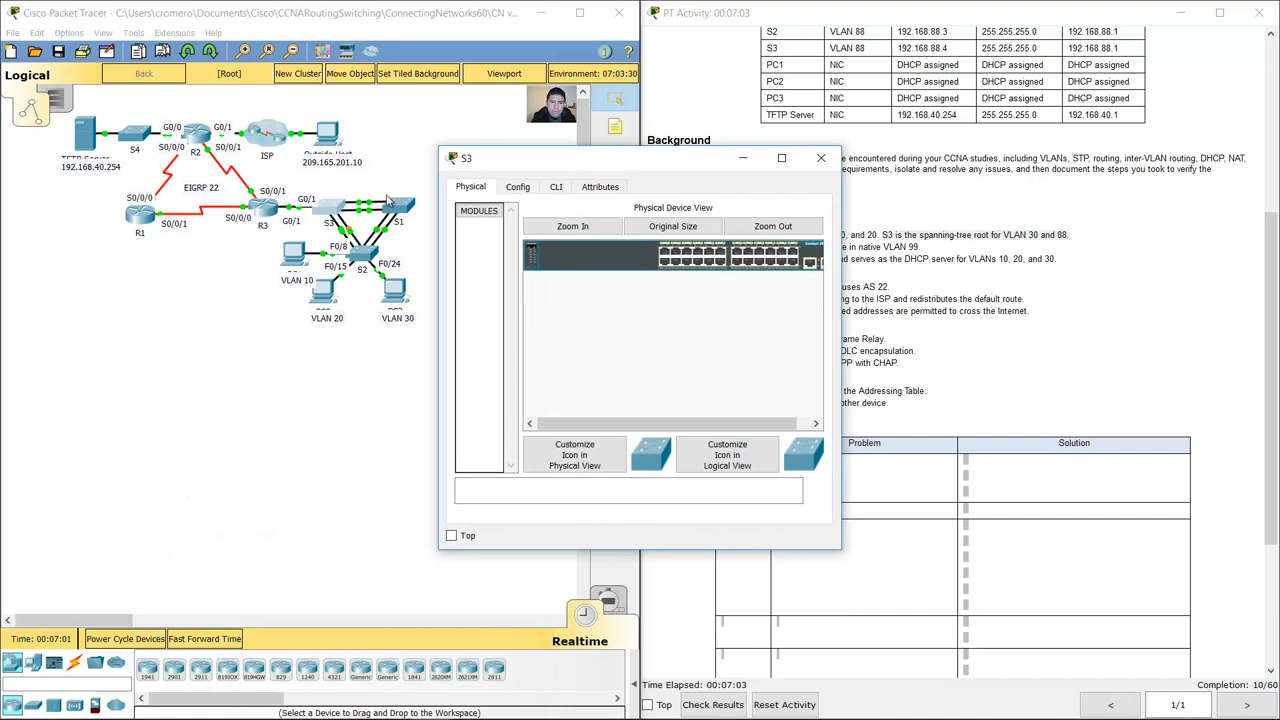 Cisco Packet Tracer - C:\Users\cromero\Documents\Cisco\CCNARoutingSwitching\ConnectingNetworks60\CN v...
File Edit Options View Tools Extensions Help
Logical
Back
[Root]
New Cluster
Move Object
Set Tiled Background
Viewport
Environment: 07:03:30
S4
G0/0
G0/1
R2
ISP
Outside Host
209.165.201.10
TFTP Server
192.168.40.254
S0/0/0
S0/0/1
EIGRP 22
S0/0/0
S0/0/1
R1
S0/0/1
S0/0/0
R3
G0/1
G0/1
S3
S1
F0/8
S2
F0/15
F0/24
VLAN 10
VLAN 20
VLAN 30
Time: 00:07:01
Power Cycle Devices
Fast Forward Time
Realtime
1941 2901 2911 819IOX 819HGW 829 1240 4321 Generic Generic 1841 2620XM 2621XM 2811
(Select a Device to Drag and Drop to the Workspace)
S3
Physical Config CLI Attributes
MODULES
Physical Device View
Zoom In
Original Size
Zoom Out
Customize
Icon in
Physical View
Customize
Icon in
Logical View
Top
PT Activity: 00:07:03
S2 VLAN 88 192.168.88.3 255.255.255.0 192.168.88.1
S3 VLAN 88 192.168.88.4 255.255.255.0 192.168.88.1
PC1 NIC DHCP assigned DHCP assigned DHCP assigned
PC2 NIC DHCP assigned DHCP assigned DHCP assigned
PC3 NIC DHCP assigned DHCP assigned DHCP assigned
TFTP Server NIC 192.168.40.254 255.255.255.0 192.168.40.1
Background
e encountered during your CCNA studies, including VLANs, STP, routing, inter-VLAN routing, DHCP, NAT,
equirements, isolate and resolve any issues, and then document the steps you took to verify the
0, and 20. S3 is the spanning-tree root for VLAN 30 and 88.
e in native VLAN 99.
nd serves as the DHCP server for VLANs 10, 20, and 30.
uses AS 22.
ng to the ISP and redistributes the default route.
ed addresses are permitted to cross the Internet.
ame Relay.
DLC encapsulation.
PP with CHAP.
the Addressing Table.
other device.
Problem Solution
Time Elapsed: 00:07:03
Completion: 10/60
Top
Check Results
Reset Activity
<
1/1
>